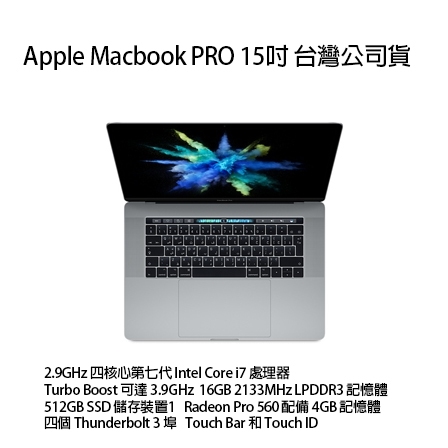 Apple Macbook PRO 15吋 台灣公司貨
2.9GHz 四核心第七代 Intel Core i7 處理器
Turbo Boost 可達 3.9GHz 16GB 2133MHz LPDDR3 記憶體
512GB SSD 儲存裝置1 Radeon Pro 560 配備 4GB 記憶體
四個 Thunderbolt 3 埠 Touch Bar 和 Touch ID